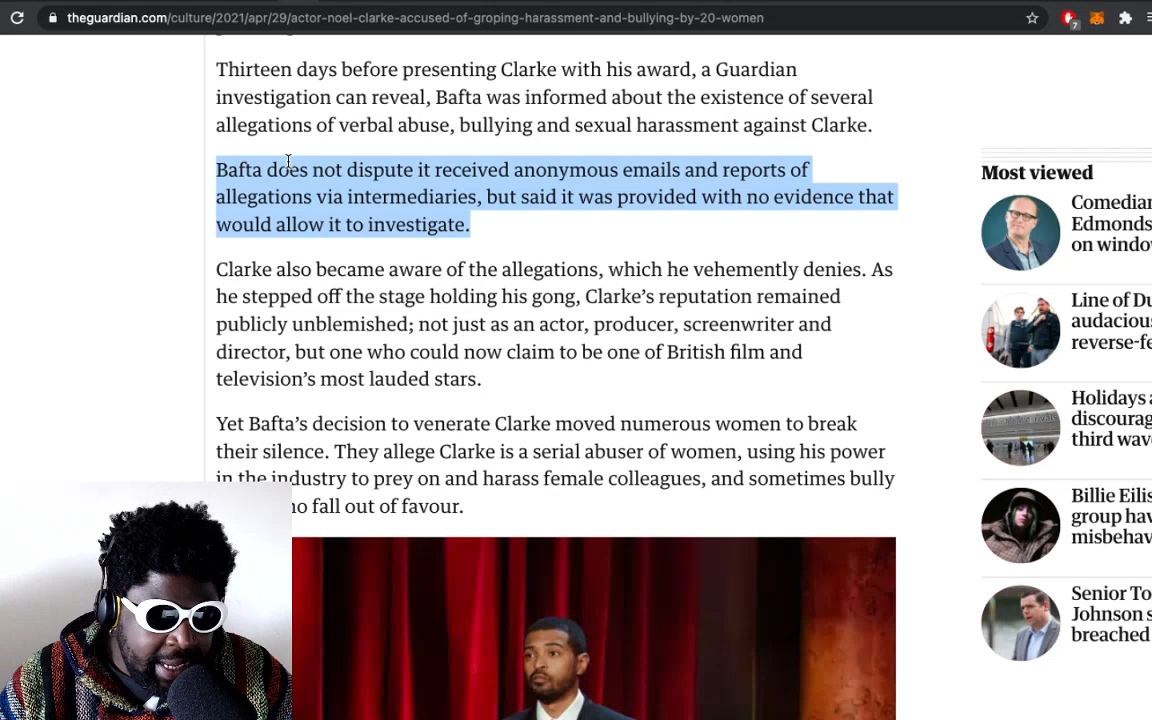 theguardian.com/culture/2021/apr/29/actor-noel-clarke-accused-of-groping-harassment-and-bullying-by-20-women
7
Thirteen days before presenting Clarke with his award, a Guardian
investigation can reveal, Bafta was informed about the existence of several
allegations of verbal abuse, bullying and sexual harassment against Clarke.
Bafta does not dispute it received anonymous emails and reports of
allegations via intermediaries, but said it was provided with no evidence that
would allow it to investigate.
Clarke also became aware of the allegations, which he vehemently denies. As
he stepped off the stage holding his gong, Clarke’s reputation remained
publicly unblemished; not just as an actor, producer, screenwriter and
director, but one who could now claim to be one of British film and
television’s most lauded stars.
Yet Bafta’s decision to venerate Clarke moved numerous women to break
their silence. They allege Clarke is a serial abuser of women, using his power
in the industry to prey on and harass female colleagues, and sometimes bully
fall out of favour.
Most viewed
Comedian
Edmonds
on windo
Line of Du
audacious
reverse-fe
Holidays a
discourag
third wav
Billie Eilis
group hav
misbehav
Senior To
Johnson s
breached